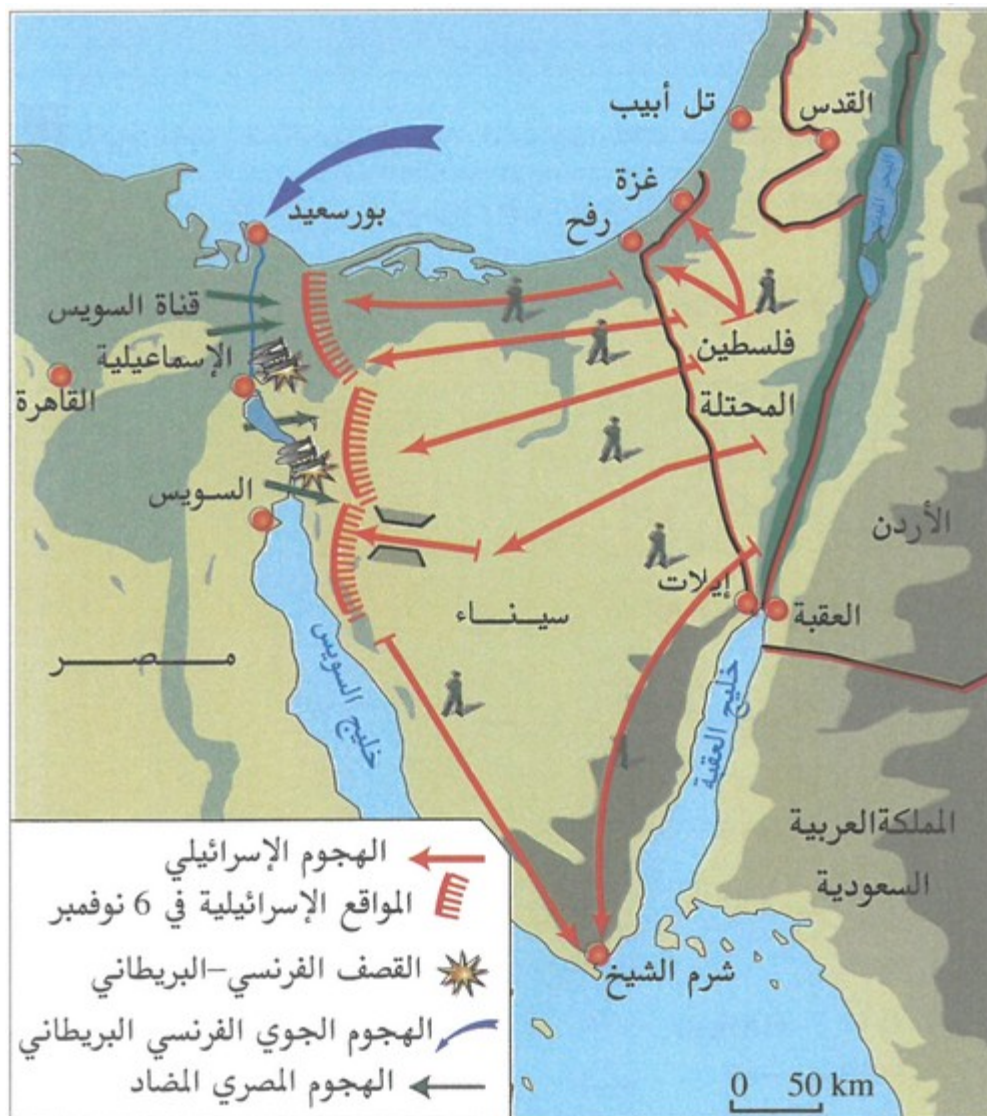 تل أبيب
القدس
البحر الميت
غزة
رفح
بورسعيد
قناة السويس
الإسماعيلية
القاهرة
فلسطين
المحتلة
السويس
الأردن
إيلات
العقبة
سيـنـــاء
مــــصــــر
خليج السويس
خليج العقبة
المملكة العربية
السعودية
شرم الشيخ
الهجوم الإسرائيلي
المواقع الإسرائيلية في 6 نوفمبر
القصف الفرنسي–البريطاني
الهجوم الجوي الفرنسي البريطاني
الهجوم المصري المضاد
0 50 km